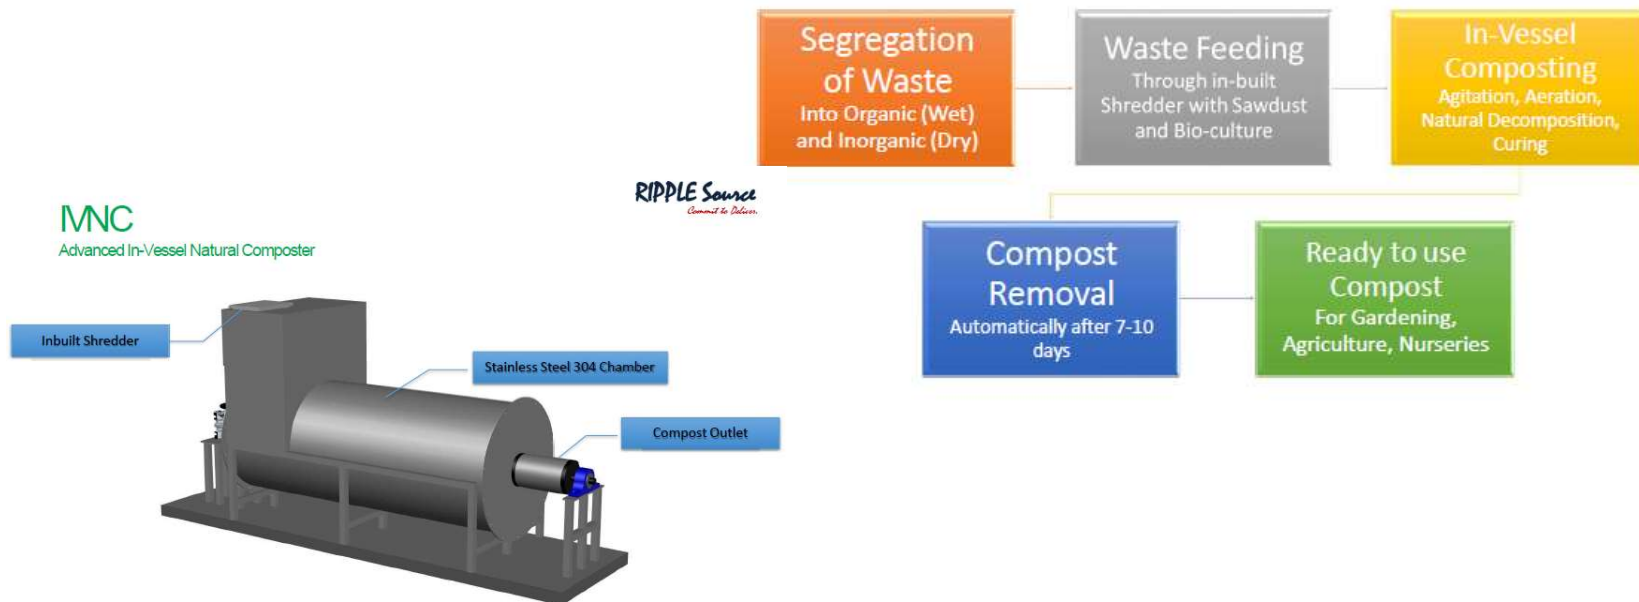 Segregation
of Waste
Into Organic (Wet)
and Inorganic (Dry)
Waste Feeding
Through in-built
Shredder with Sawdust
and Bio-culture
In-Vessel
Composting
Agitation, Aeration,
Natural Decomposition,
Curing
Compost
Removal
Automatically after 7-10
days
Ready to use
Compost
For Gardening,
Agriculture, Nurseries
RIPPLE Source
Commit to Deliver.
IVNC
Advanced In-Vessel Natural Composter
Inbuilt Shredder
Stainless Steel 304 Chamber
Compost Outlet